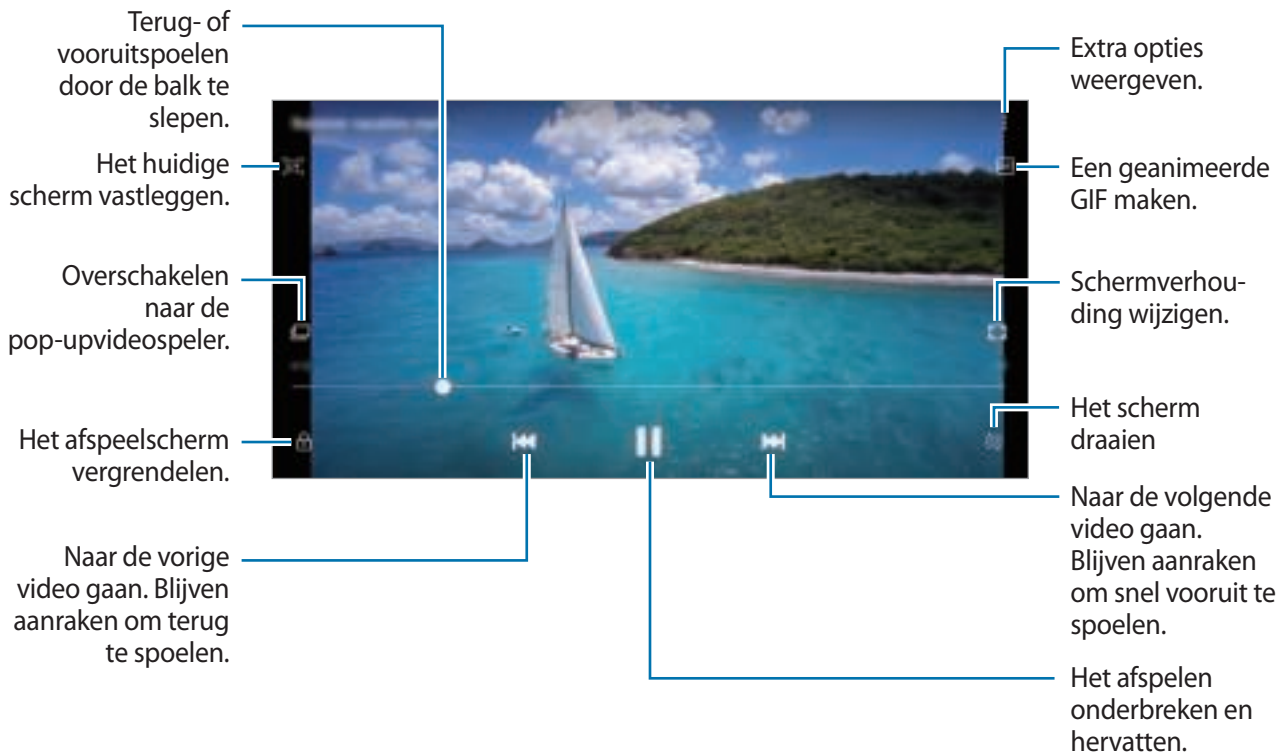 Terug- of
vooruitspoelen
door de balk te
slepen.
Het huidige
scherm vastleggen.
Overschakelen
naar de
pop-upvideospeler.
Het afspeelscherm
vergrendelen.
Naar de vorige
video gaan. Blijven
aanraken om terug
te spoelen.
Extra opties
weergeven.
Een geanimeerde
GIF maken.
Schermverhou-
ding wijzigen.
Het scherm
draaien
Naar de volgende
video gaan.
Blijven aanraken
om snel vooruit te
spoelen.
Het afspelen
onderbreken en
hervatten.